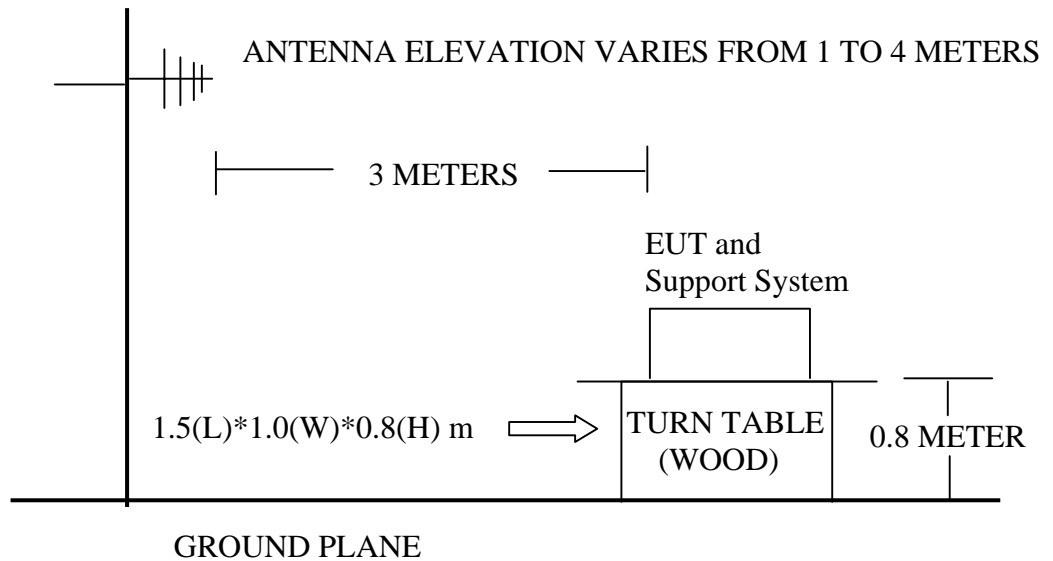 ANTENNA ELEVATION VARIES FROM 1 TO 4 METERS
3 METERS
EUT and
Support System
1.5(L)*1.0(W)*0.8(H) m
TURN TABLE
(WOOD)
0.8 METER
GROUND PLANE